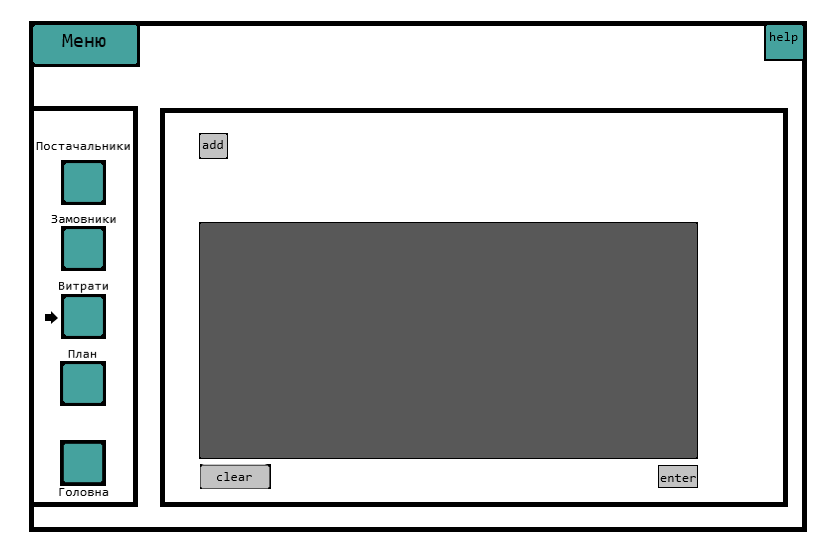 Меню
help
Постачальники
Замовники
Витрати
План
Головна
add
clear
enter